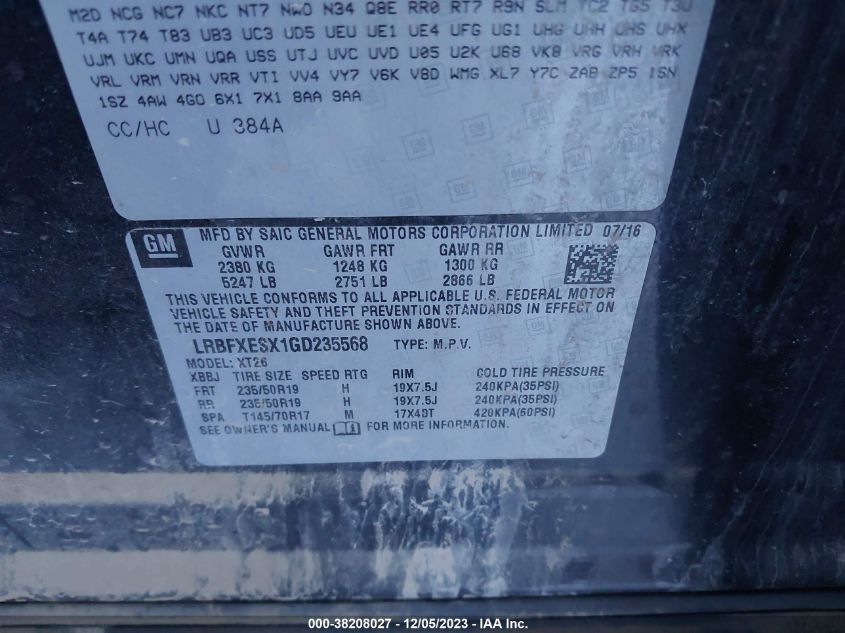 M2D NCG NC7 NKC NT7 NWO N34 Q8E RR0 RT7 R9N SLM TC2 TG5 T3U
T4A T74 T83 UB3 UC3 UD5 UEU UE1 UE4 UFG UG1 UHG UHH UHS UHX
UJM UKC UMN UQA USS UTJ UVC UVD U05 U2K U68 VK8 VRG VRH VRK
VRL VRM VRN VRR VTI VV4 VY7 V6K V8D WMG XL7 Y7C ZAB ZP5 1SN
1SZ 4AW 4G0 6X1 7X1 8AA 9AA
CC/HC U 384A
GM MFD BY SAIC GENERAL MOTORS CORPORATION LIMITED 07/16
GVWR GAWR FRT GAWR RR
2380 KG 1248 KG 1300 KG
5247 LB 2751 LB 2866 LB
THIS VEHICLE CONFORMS TO ALL APPLICABLE U.S. FEDERAL MOTOR
VEHICLE SAFETY AND THEFT PREVENTION STANDARDS IN EFFECT ON
THE DATE OF MANUFACTURE SHOWN ABOVE.
LRBFXESX1GD235568 TYPE: M.P.V.
MODEL: XT26
XBBJ TIRE SIZE SPEED RTG RIM COLD TIRE PRESSURE
FRT 235/50R19 H 19X7.5J 240KPA(35PSI)
RR 235/50R19 H 19X7.5J 240KPA(35PSI)
SPA T145/70R17 M 17X40T 420KPA(60PSI)
SEE OWNER'S MANUAL FOR MORE INFORMATION.
000-38208027 - 12/05/2023 - IAA Inc.